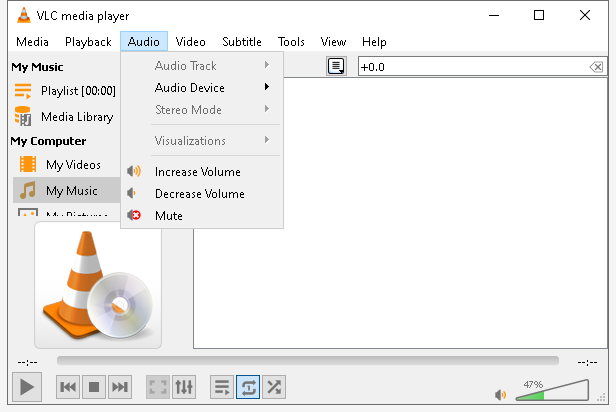 VLC media player
Media Playback Audio Video Subtitle Tools View Help
My Music
Playlist [00:00]
Media Library
My Computer
My Videos
My Music
My Pictures
Audio Track
Audio Device
Stereo Mode
Visualizations
Increase Volume
Decrease Volume
Mute
+0.0
--:-- --:--
47%